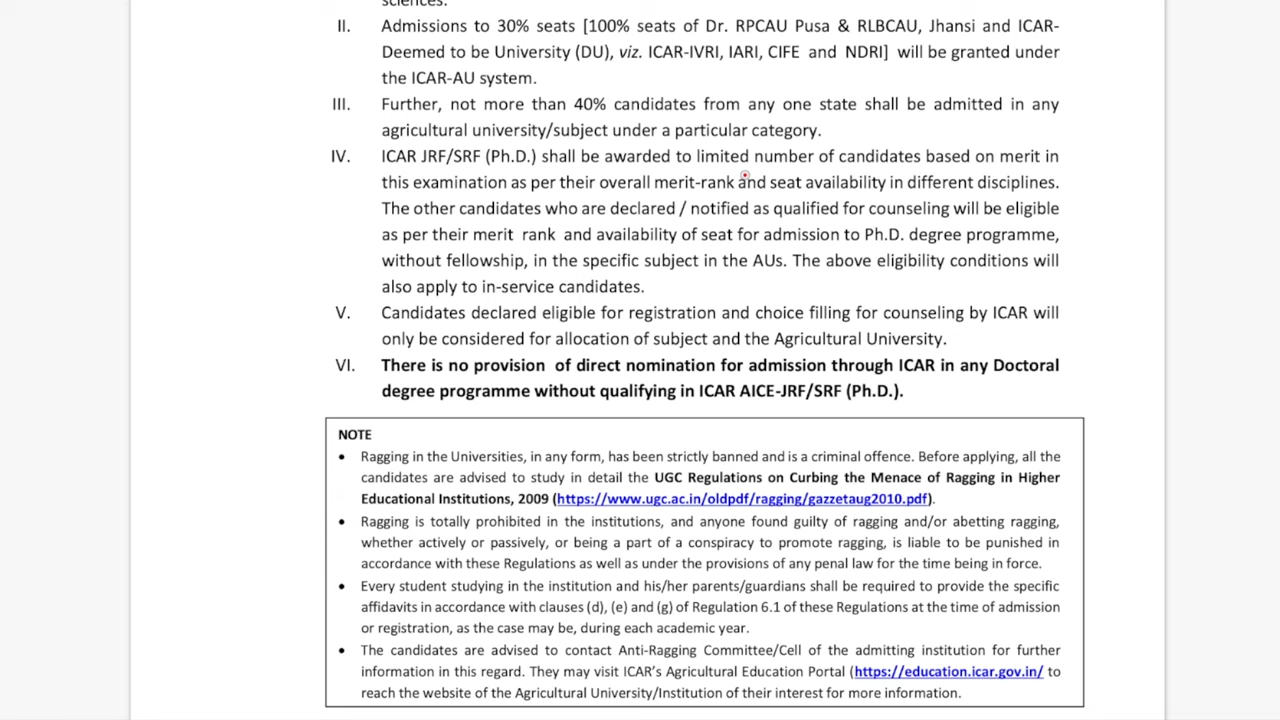 sciences.
II. Admissions to 30% seats [100% seats of Dr. RPCAU Pusa & RLBCAU, Jhansi and ICAR-
Deemed to be University (DU), viz. ICAR-IVRI, IARI, CIFE and NDRI] will be granted under
the ICAR-AU system.
III. Further, not more than 40% candidates from any one state shall be admitted in any
agricultural university/subject under a particular category.
IV. ICAR JRF/SRF (Ph.D.) shall be awarded to limited number of candidates based on merit in
this examination as per their overall merit-rank and seat availability in different disciplines.
The other candidates who are declared / notified as qualified for counseling will be eligible
as per their merit rank and availability of seat for admission to Ph.D. degree programme,
without fellowship, in the specific subject in the AUs. The above eligibility conditions will
also apply to in-service candidates.
V. Candidates declared eligible for registration and choice filling for counseling by ICAR will
only be considered for allocation of subject and the Agricultural University.
VI. There is no provision of direct nomination for admission through ICAR in any Doctoral
degree programme without qualifying in ICAR AICE-JRF/SRF (Ph.D.).
NOTE
• Ragging in the Universities, in any form, has been strictly banned and is a criminal offence. Before applying, all the
candidates are advised to study in detail the UGC Regulations on Curbing the Menace of Ragging in Higher
Educational Institutions, 2009 (https://www.ugc.ac.in/oldpdf/ragging/gazzetaug2010.pdf).
• Ragging is totally prohibited in the institutions, and anyone found guilty of ragging and/or abetting ragging,
whether actively or passively, or being a part of a conspiracy to promote ragging, is liable to be punished in
accordance with these Regulations as well as under the provisions of any penal law for the time being in force.
• Every student studying in the institution and his/her parents/guardians shall be required to provide the specific
affidavits in accordance with clauses (d), (e) and (g) of Regulation 6.1 of these Regulations at the time of admission
or registration, as the case may be, during each academic year.
• The candidates are advised to contact Anti-Ragging Committee/Cell of the admitting institution for further
information in this regard. They may visit ICAR's Agricultural Education Portal (https://education.icar.gov.in/ to
reach the website of the Agricultural University/Institution of their interest for more information.